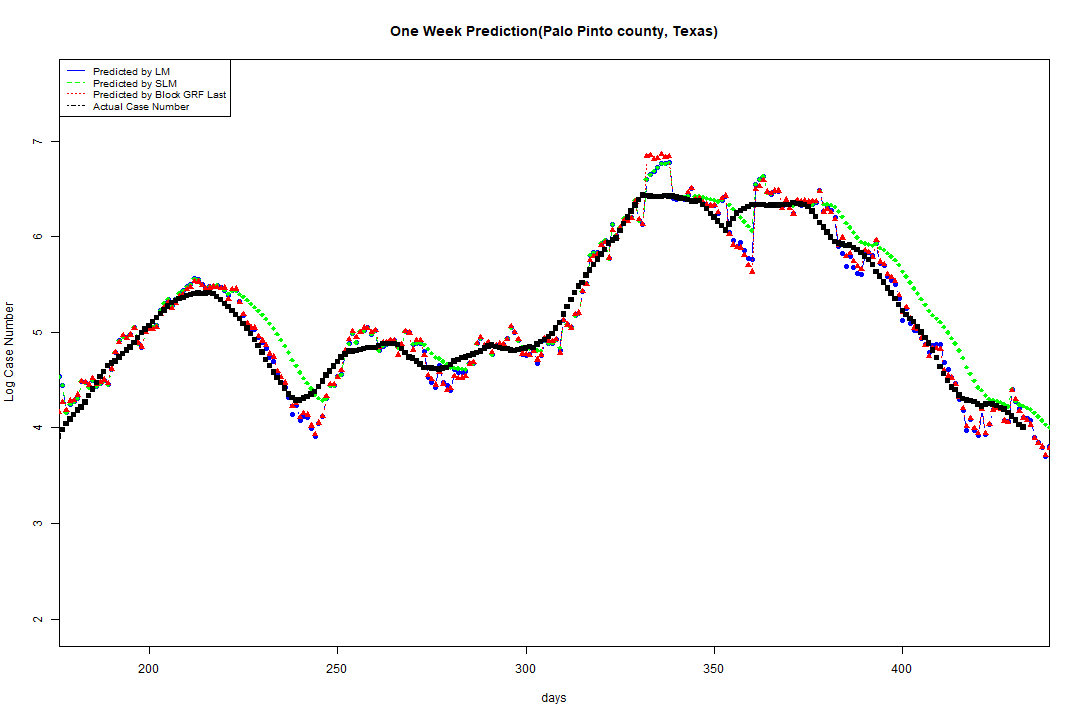 One Week Prediction(Palo Pinto county, Texas)
Predicted by LM
Predicted by SLM
Predicted by Block GRF Last
Actual Case Number
Log Case Number
7
6
5
4
3
2
200 250 300 350 400
days